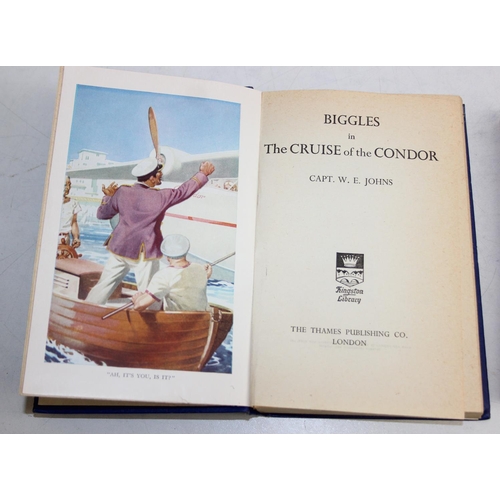 "AH, IT'S YOU, IS IT?"
BIGGLES
in
The CRUISE of the CONDOR
CAPT. W. E. JOHNS
Kingston
Library
THE THAMES PUBLISHING CO.
LONDON